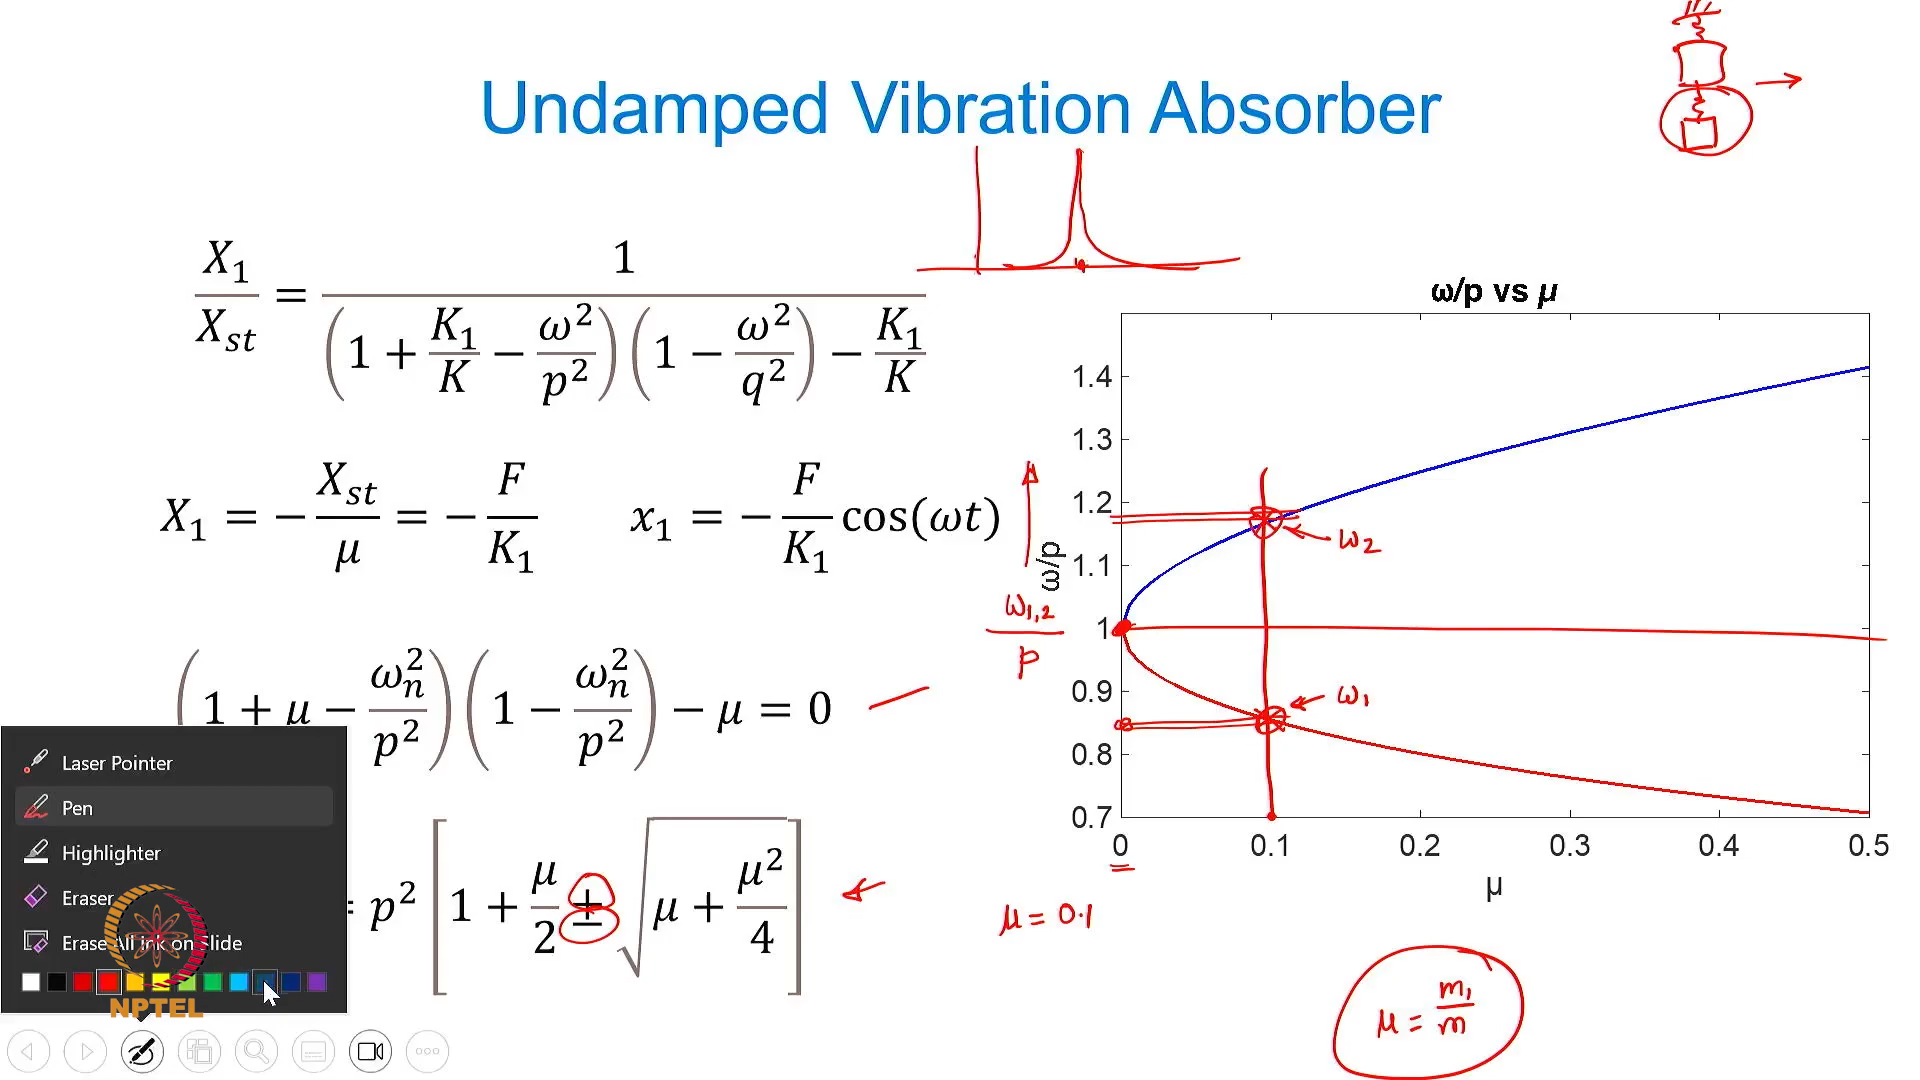 Undamped Vibration Absorber
X₁/Xst = 1/((1 + K₁/K − ω²/p²)(1 − ω²/q²) − K₁/K)
X₁ = −Xst/μ = −F/K₁
x₁ = −F/K₁ cos(ωt)
(1 + μ − ωn²/p²)(1 − ωn²/p²) − μ = 0
= p² [1 + μ/2 ± √(μ + μ²/4)]
ω/p vs μ
1.4
1.3
1.2
1.1
1
0.9
0.8
0.7
0
0.1
0.2
0.3
0.4
0.5
ω/p
μ
ω₁,₂/p
ω₂
ω₁
μ = 0.1
μ = m₁/m
Laser Pointer
Pen
Highlighter
Eraser
Erase All Ink on Slide
NPTEL